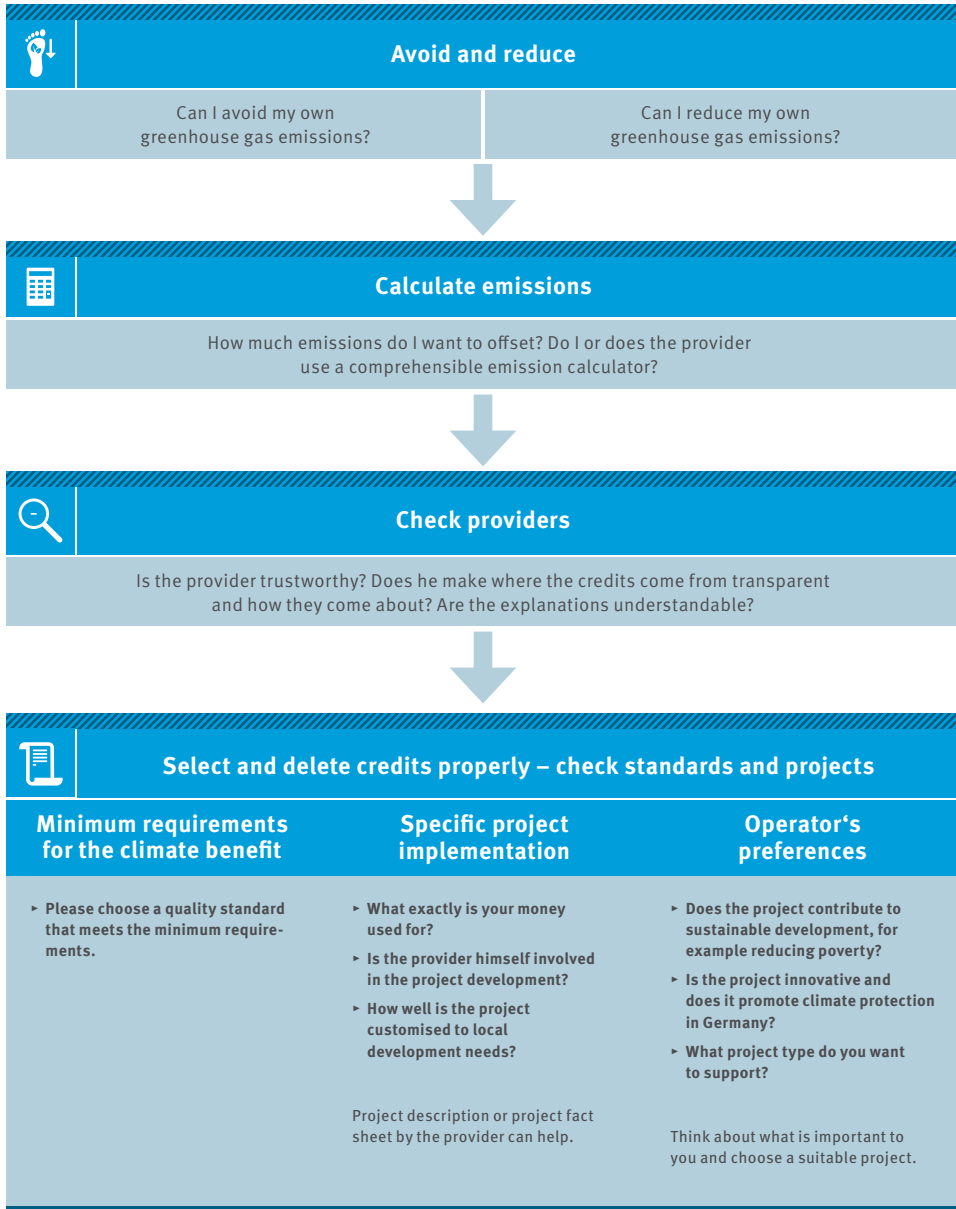 Avoid and reduce
Can I avoid my own
greenhouse gas emissions?
Can I reduce my own
greenhouse gas emissions?
Calculate emissions
How much emissions do I want to offset? Do I or does the provider
use a comprehensible emission calculator?
Check providers
Is the provider trustworthy? Does he make where the credits come from transparent
and how they come about? Are the explanations understandable?
Select and delete credits properly – check standards and projects
Minimum requirements
for the climate benefit
► Please choose a quality standard
that meets the minimum require-
ments.
Specific project
implementation
► What exactly is your money
used for?
► Is the provider himself involved
in the project development?
► How well is the project
customised to local
development needs?
Project description or project fact
sheet by the provider can help.
Operator‘s
preferences
► Does the project contribute to
sustainable development, for
example reducing poverty?
► Is the project innovative and
does it promote climate protection
in Germany?
► What project type do you want
to support?
Think about what is important to
you and choose a suitable project.